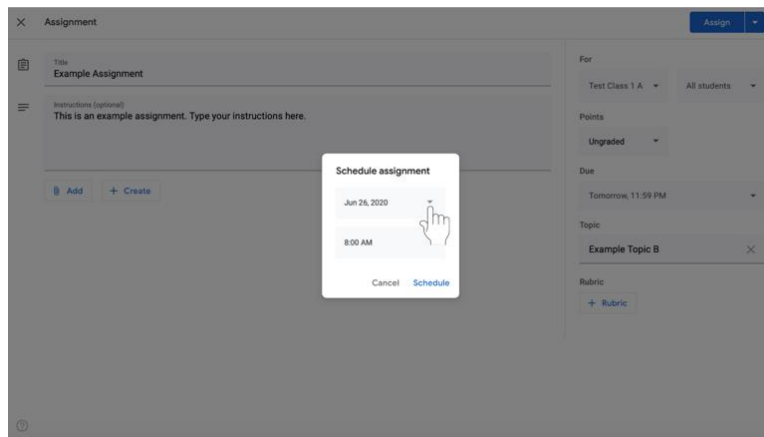 Assignment
Assign
Title
Example Assignment
Instructions (optional)
This is an example assignment. Type your instructions here.
Add
+ Create
For
Test Class 1 A
All students
Points
Ungraded
Due
Tomorrow, 11:59 PM
Topic
Example Topic B
Rubric
+ Rubric
Schedule assignment
Jun 26, 2020
8:00 AM
Cancel Schedule